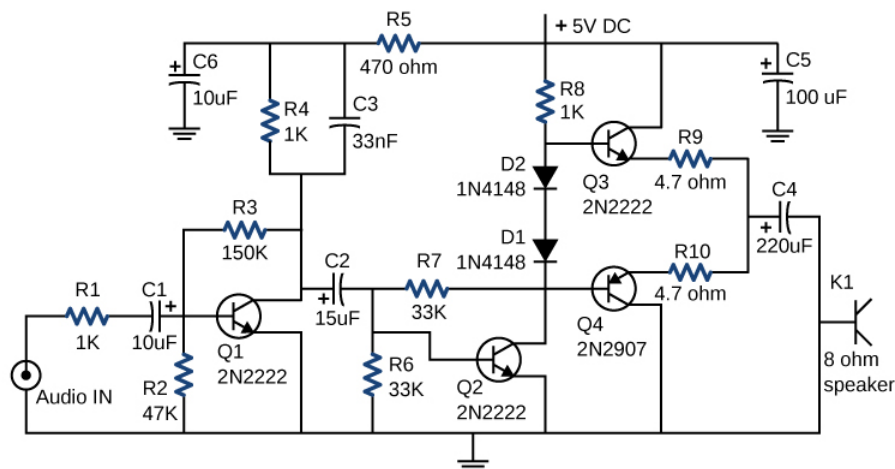 R5
+ 5V DC
470 ohm
+ C6
10uF
R4
1K
C3
33nF
R8
1K
+ C5
100 uF
D2
1N4148
Q3
2N2222
R9
4.7 ohm
R3
150K
D1
1N4148
C4
+
220uF
R1
1K
C1
+
10uF
C2
+
15uF
R7
33K
R10
4.7 ohm
Q4
2N2907
K1
8 ohm
speaker
Audio IN
R2
47K
Q1
2N2222
R6
33K
Q2
2N2222